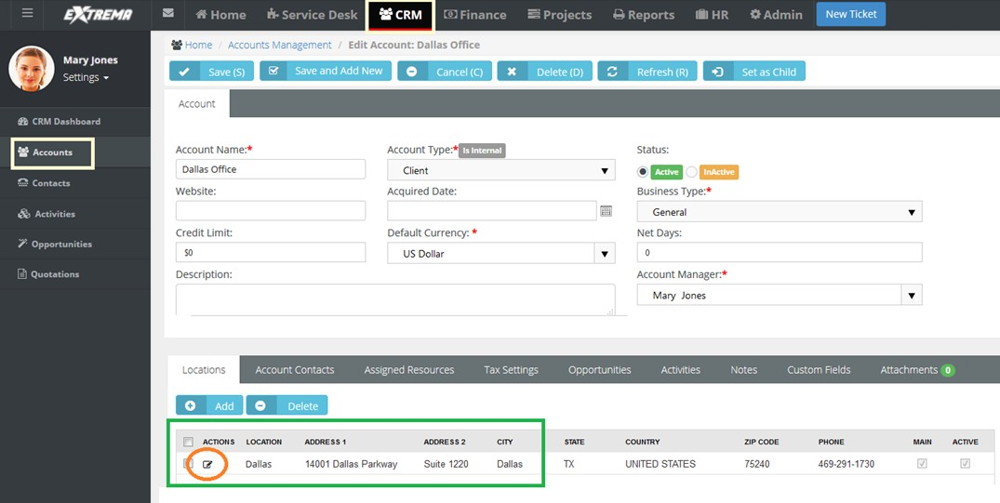 EXTREMA
Home
Service Desk
CRM
Finance
Projects
Reports
HR
Admin
New Ticket
Mary Jones
Settings
CRM Dashboard
Accounts
Contacts
Activities
Opportunities
Quotations
Home / Accounts Management / Edit Account: Dallas Office
Save (S)
Save and Add New
Cancel (C)
Delete (D)
Refresh (R)
Set as Child
Account
Account Name:*
Account Type:* Is Internal
Status:
Dallas Office
Client
Active
InActive
Website:
Acquired Date:
Business Type:*
General
Credit Limit:
Default Currency: *
Net Days:
$0
US Dollar
0
Description:
Account Manager:*
Mary Jones
Locations
Account Contacts
Assigned Resources
Tax Settings
Opportunities
Activities
Notes
Custom Fields
Attachments 0
Add
Delete
ACTIONS LOCATION ADDRESS 1 ADDRESS 2 CITY STATE COUNTRY ZIP CODE PHONE MAIN ACTIVE
Dallas 14001 Dallas Parkway Suite 1220 Dallas TX UNITED STATES 75240 469-291-1730